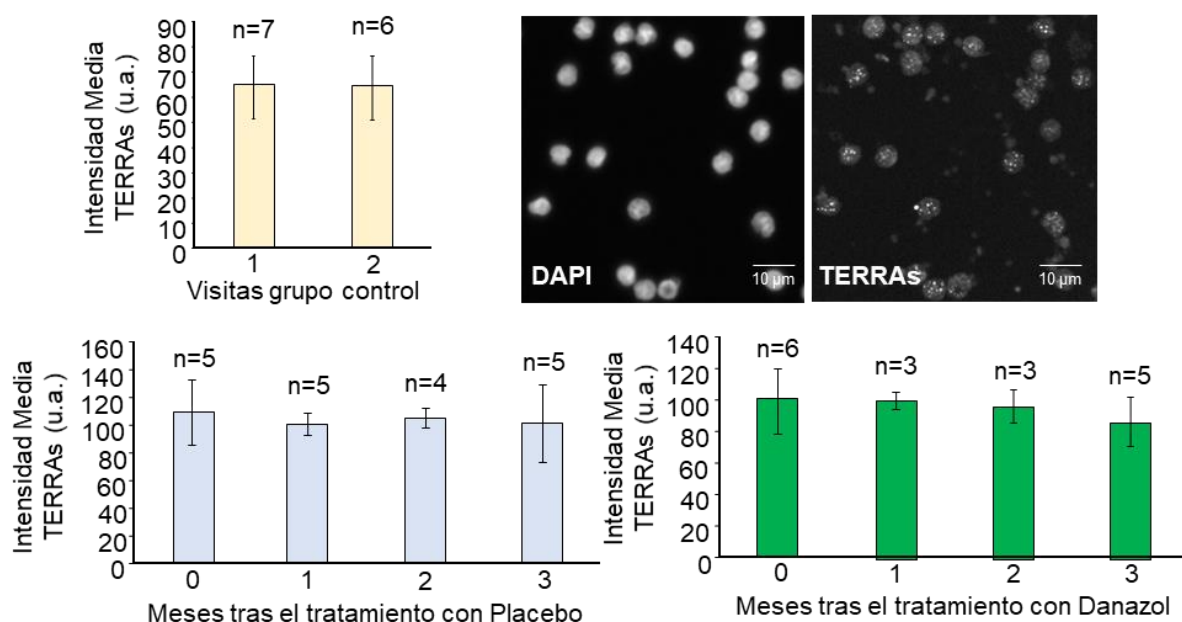 Intensidad Media
TERRAs (u.a.)
90
80
70
60
50
40
30
20
10
0
n=7
n=6
1
2
Visitas grupo control
DAPI
10 µm
TERRAs
10 µm
Intensidad Media
TERRAs (u.a.)
160
140
120
100
80
60
40
20
0
n=5
n=5
n=4
n=5
0
1
2
3
Meses tras el tratamiento con Placebo
Intensidad Media
TERRAs (u.a.)
140
120
100
80
60
40
20
0
n=6
n=3
n=3
n=5
0
1
2
3
Meses tras el tratamiento con Danazol